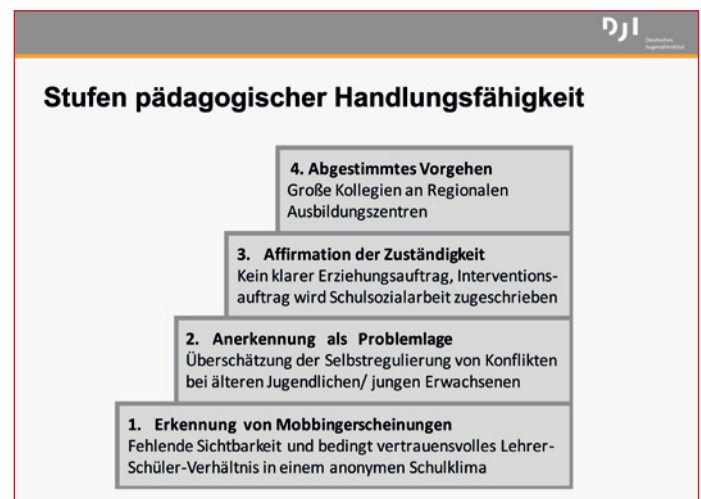 DJI
Deutsches
Jugendinstitut
Stufen pädagogischer Handlungsfähigkeit
4. Abgestimmtes Vorgehen
Große Kollegien an Regionalen
Ausbildungszentren
3. Affirmation der Zuständigkeit
Kein klarer Erziehungsauftrag, Interventions-
auftrag wird Schulsozialarbeit zugeschrieben
2. Anerkennung als Problemlage
Überschätzung der Selbstregulierung von Konflikten
bei älteren Jugendlichen/ jungen Erwachsenen
1. Erkennung von Mobbingerscheinungen
Fehlende Sichtbarkeit und bedingt vertrauensvolles Lehrer-
Schüler-Verhältnis in einem anonymen Schulklima